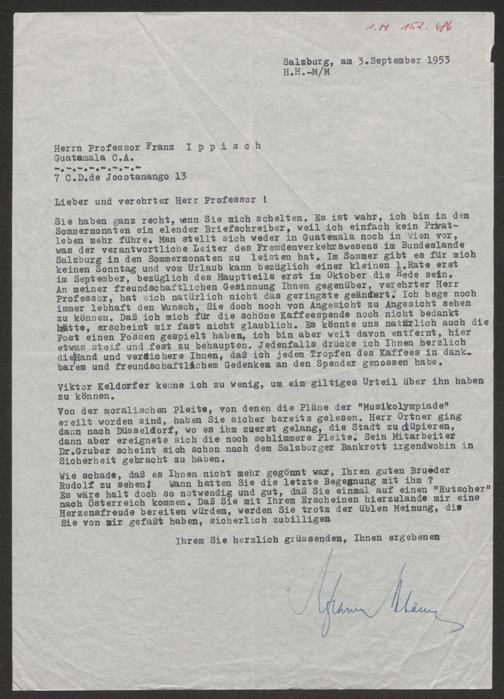 I.N. 152.486
Salzburg, am 3.September 1953
H.H.-M/M
Herrn Professor Franz I p p i s c h
Guatamala C.A.
-.-.-.-.-.-.-.-
7 C.D.de Jocotanango 13
Lieber und verehrter Herr Professor !
Sie haben ganz recht, wenn Sie mich schelten. Es ist wahr, ich bin in den
Sommermonaten ein elender Briefschreiber, weil ich einfach kein Privat-
leben mehr führe. Man stellt sich weder in Guatamala noch in Wien vor,
was der verantwortliche Leiter des Fremdenverkehrswesens im Bundeslande
Salzburg in den Sommermonaten zu leisten hat. Im Sommer gibt es für mich
keinen Sonntag und vom Urlaub kann bezüglich einer kleinen 1.Rate erst
im September, bezüglich des Hauptteils erst im Oktober die Rede sein.
An meiner freundschaftlichen Gesinnung Ihnen gegenüber, verehrter Herr
Professor, hat sich natürlich nicht das geringste geändert. Ich hege noch
immer lebhaft den Wunsch, Sie doch noch von Angesicht zu Angesicht sehen
zu können. Daß ich mich für die schöne Kaffeespende noch nicht bedankt
hätte, erscheint mir fast nicht glaublich. Es könnte uns natürlich auch die
Post einen Possen gespielt haben, ich bin aber weit davon entfernt, hier
etwas steif und fest zu behaupten. Jedenfalls drücke ich Ihnen herzlich
die Hand und versichere Ihnen, daß ich jeden Tropfen des Kaffees in dank-
barem und freundschaftlichem Gedenken an den Spender genossen habe.
Viktor Keldorfer kenne ich zu wenig, um ein giltiges Urteil über ihn haben
zu können.
Von der moralischen Pleite, von denen die Pläne der "Musikolympiade"
ereilt worden sind, haben Sie sicher bereits gelesen. Herr Ortner ging
dann nach Düsseldorf, wo es ihm zuerst gelang, die Stadt zu düpieren,
dann aber ereignete sich die noch schlimmere Pleite. Sein Mitarbeiter
Dr.Gruber scheint sich schon nach dem Salzburger Bankrott irgendwohin in
Sicherheit gebracht zu haben.
Wie schade, daß es Ihnen nicht mehr gegönnt war, Ihren guten Brueder
Rudolf zu sehen! Wann hatten Sie die letzte Begegnung mit ihm ?
Es wäre halt doch so notwendig und gut, daß Sie einmal auf einen "Rutscher"
nach Österreich kommen. Daß Sie mit Ihrem Erscheinen hierzulande mir eine
Herzensfreude bereiten würden, werden Sie trotz der üblen Meinung, die
Sie von mir gefaßt haben, sicherlich zubilligen
Ihrem Sie herzlich grüssenden, Ihnen ergebenen